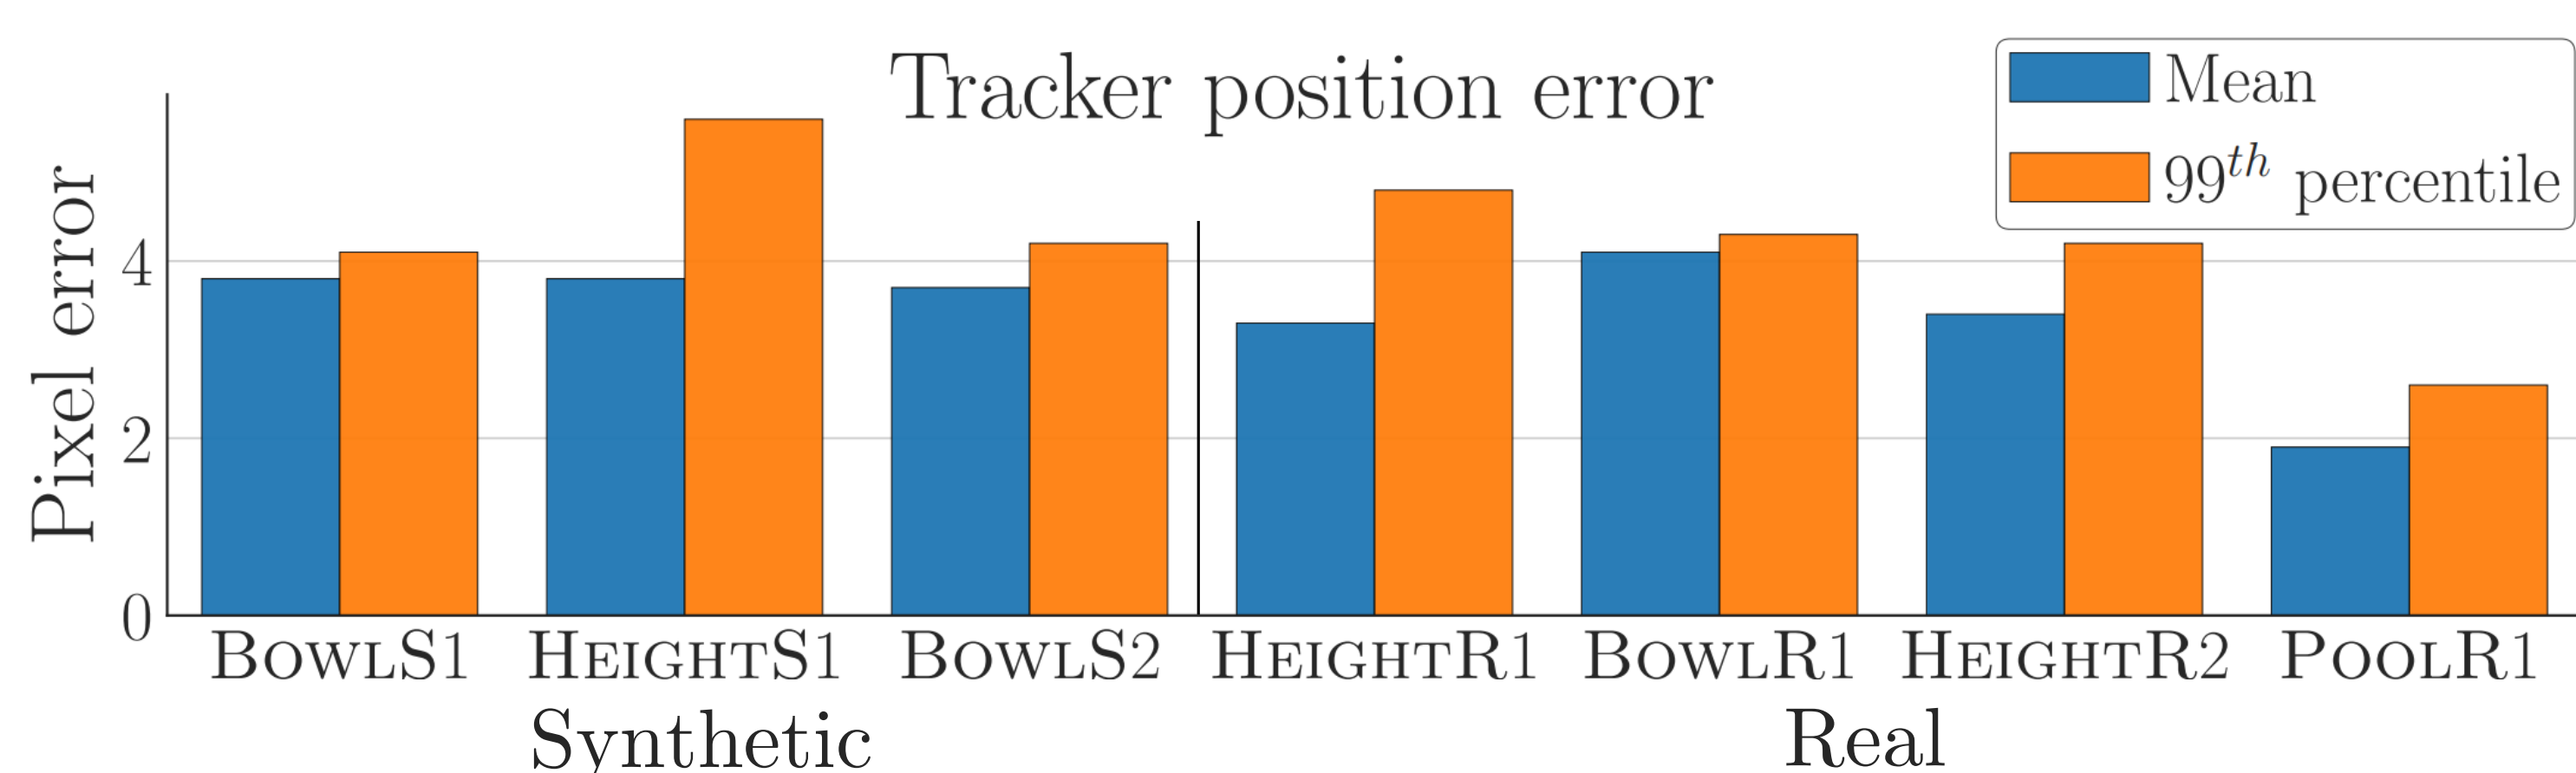 Tracker position error
Mean
99th percentile
Pixel error
4
2
0
BOWLS1 HEIGHTS1 BOWLS2 HEIGHTR1 BOWLR1 HEIGHTR2 POOLR1
Synthetic Real